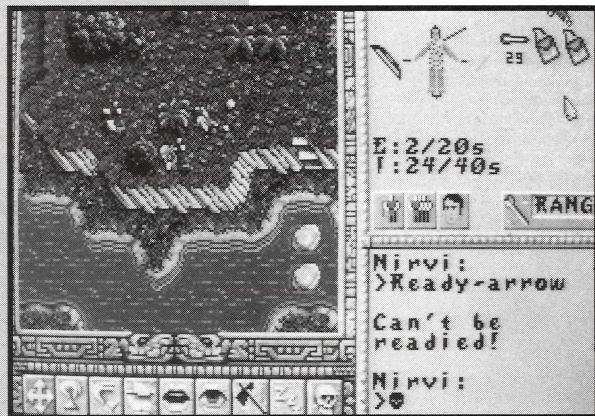 29
E:2/20s
I:24/40s
RANG
Nirvi:
>Ready-arrow
Can't be
readied!
Nirvi:
>